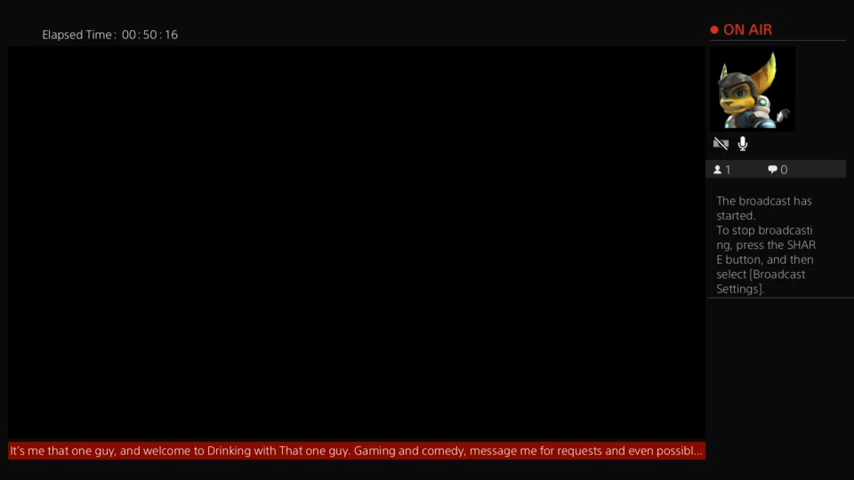 Elapsed Time: 00:50:16
ON AIR
1 0
The broadcast has
started.
To stop broadcasti
ng, press the SHAR
E button, and then
select [Broadcast
Settings].
It's me that one guy, and welcome to Drinking with That one guy. Gaming and comedy, message me for requests and even possibl...